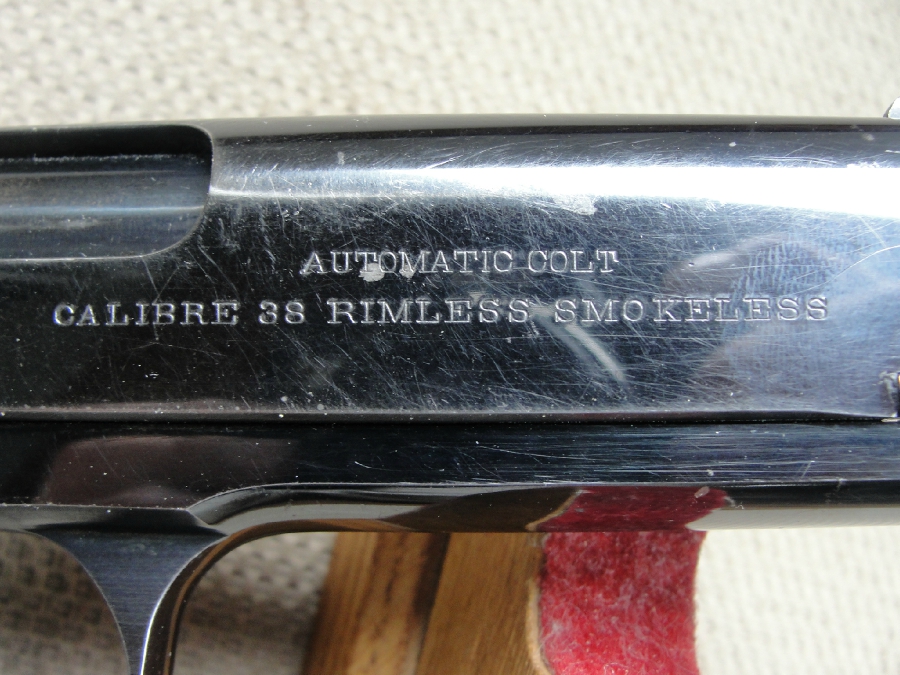 AUTOMATIC COLT
CALIBRE 38 RIMLESS SMOKELESS